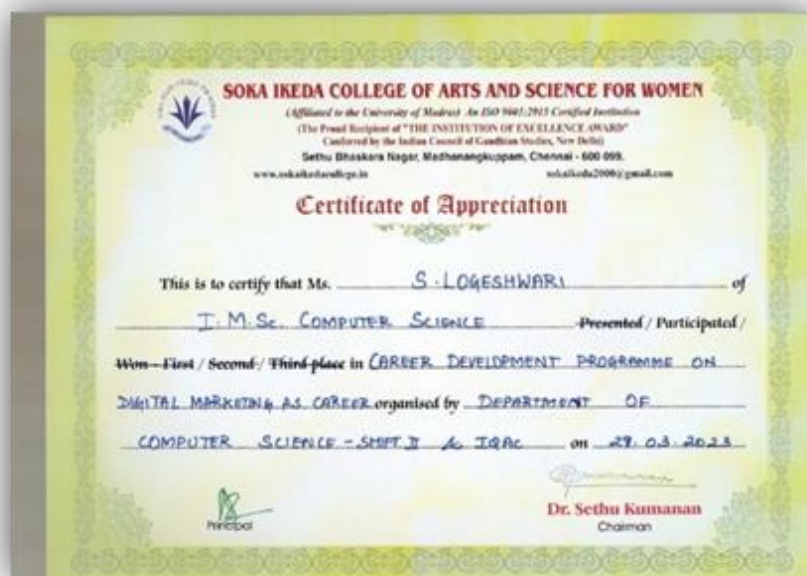 SOKA IKEDA COLLEGE OF ARTS AND SCIENCE FOR WOMEN
(Affiliated to the University of Madras) An ISO 9001:2015 Certified Institution
(The Proud Recipient of "THE INSTITUTION OF EXCELLENCE AWARD"
Conferred by the Indian Council of Gandhian Studies, New Delhi)
Sethu Bhaskara Nagar, Madhanangkuppam, Chennai - 600 099.
www.sokaikedacollege.in sokaikeda2000@gmail.com
Certificate of Appreciation
This is to certify that Ms. S. LOGESHWARI of
I. M. Sc. COMPUTER SCIENCE Presented / Participated /
Won - First / Second / Third place in CAREER DEVELOPMENT PROGRAMME ON
DIGITAL MARKETING AS CAREER organised by DEPARTMENT OF
COMPUTER SCIENCE - SHIFT II & IQAC on 29.03.2023
Principal
Dr. Sethu Kumanan
Chairman